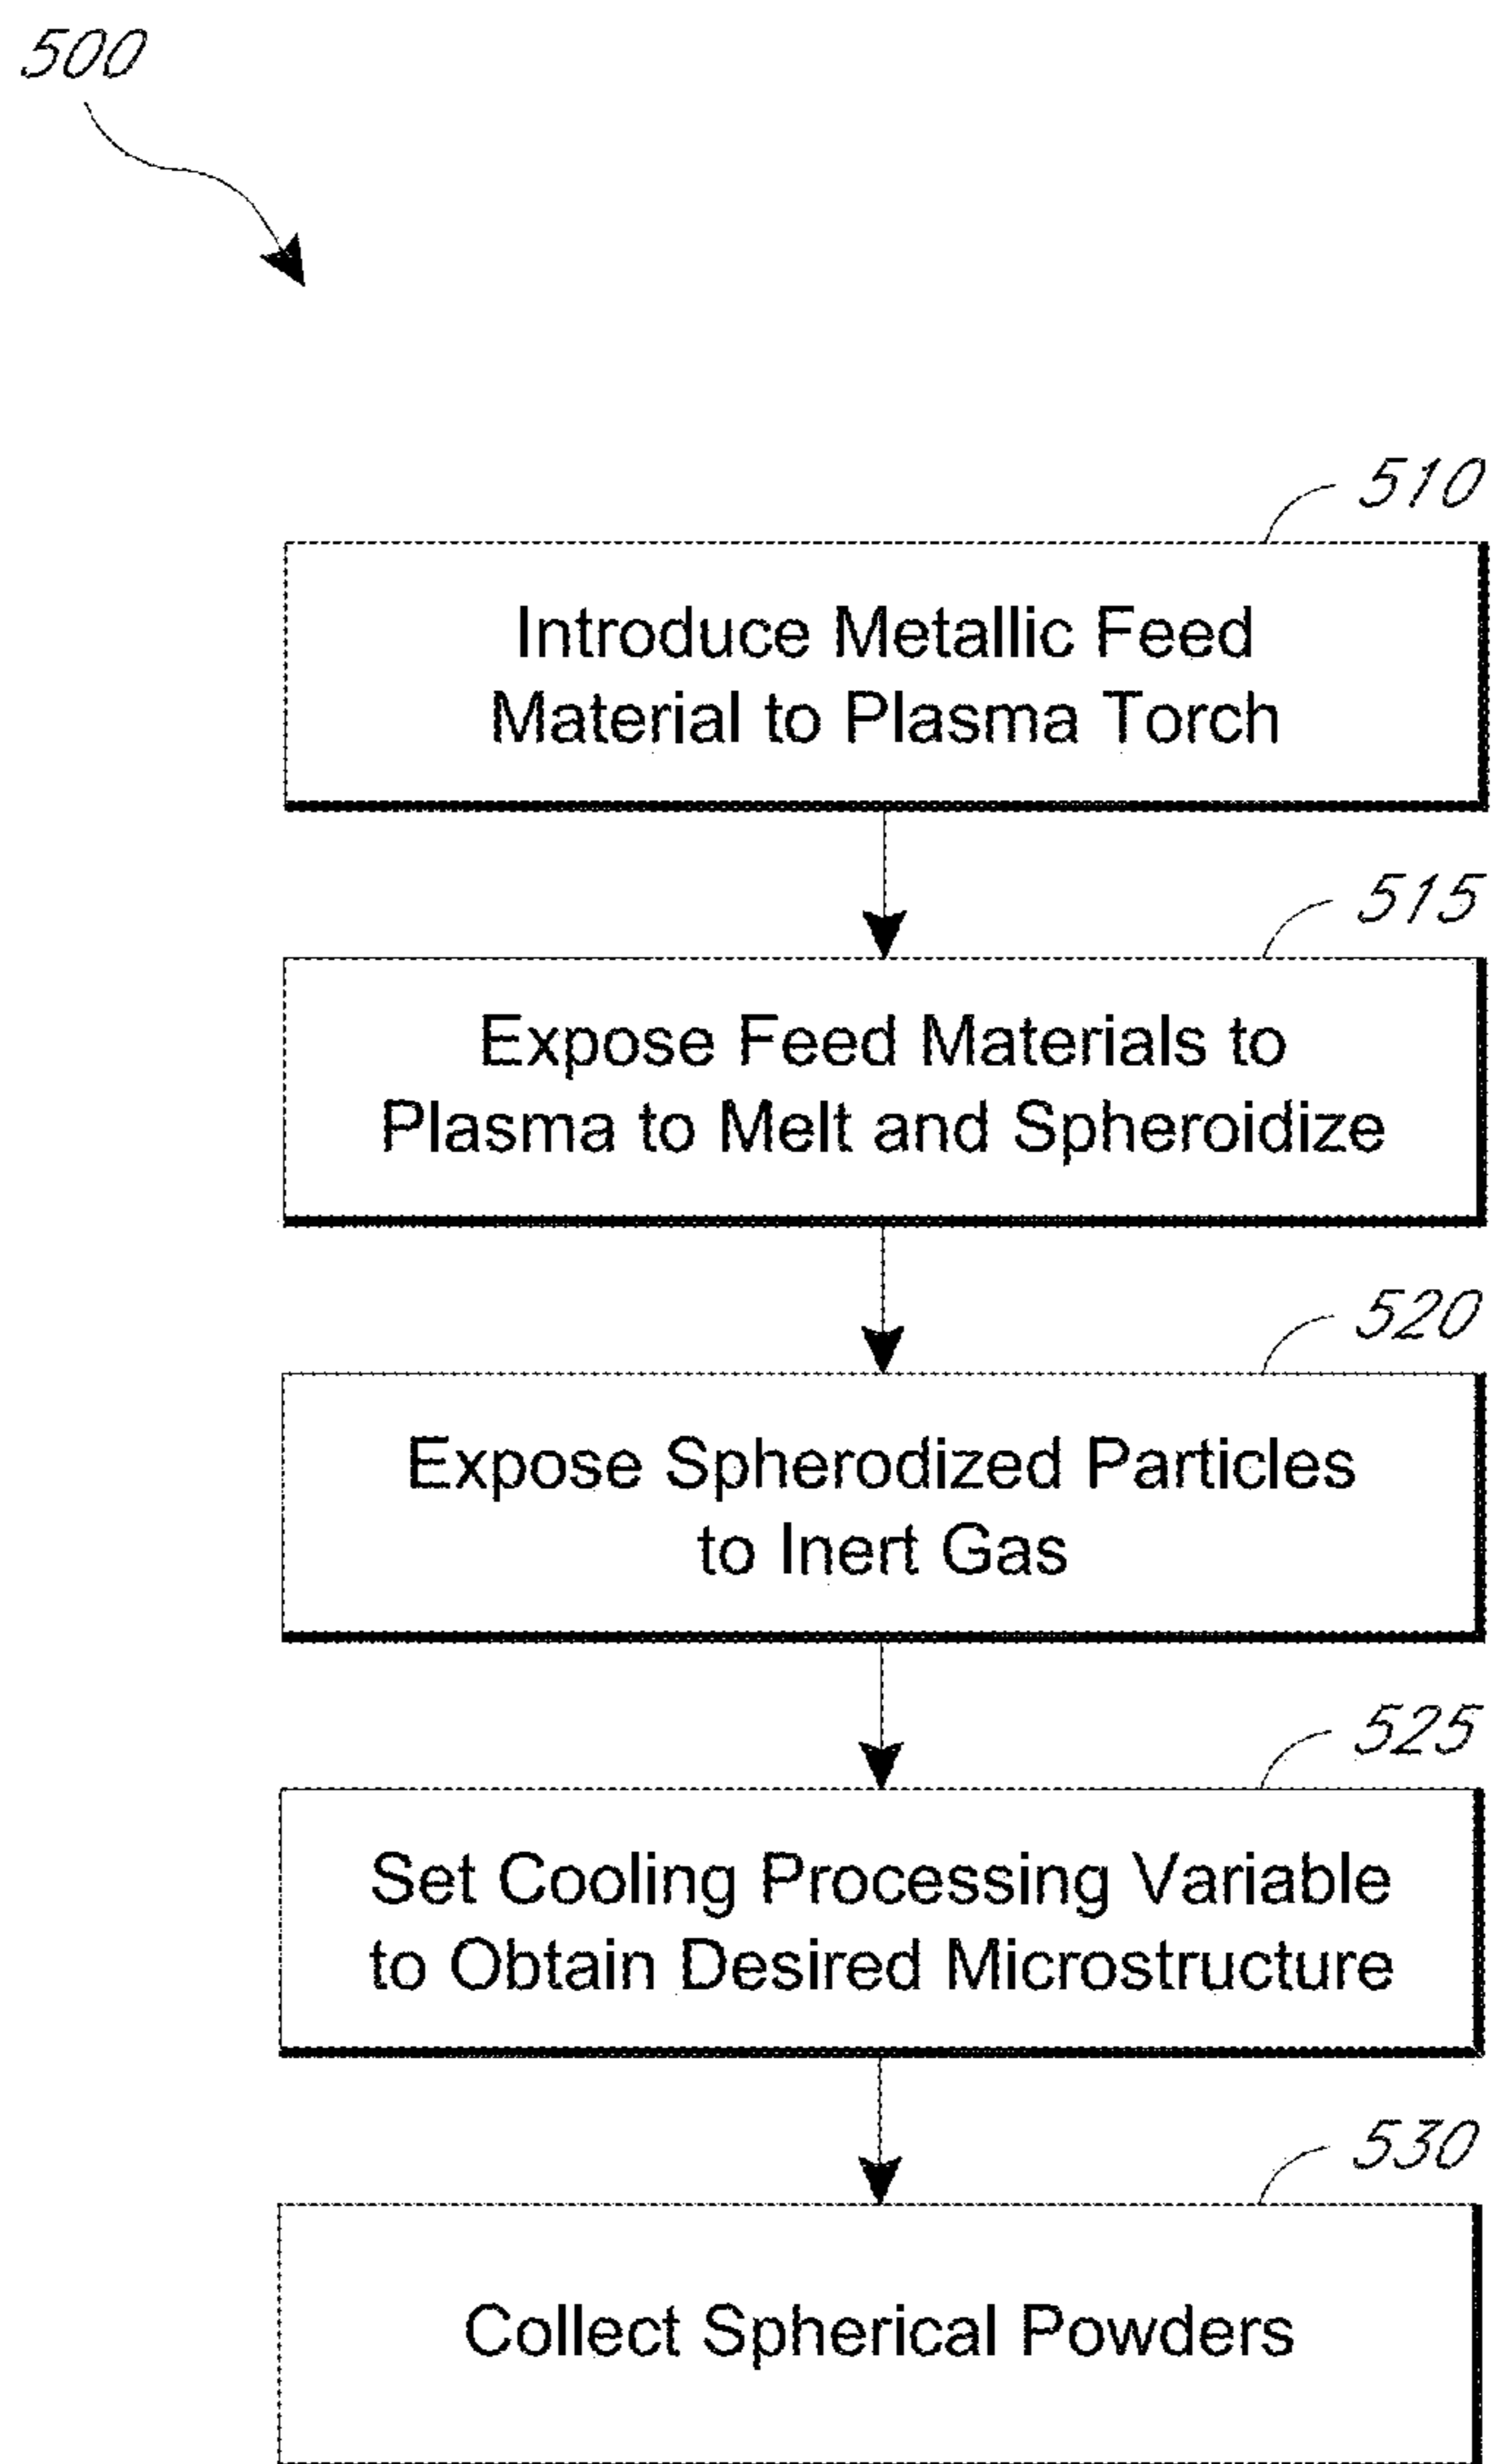 500
510
Introduce Metallic Feed
Material to Plasma Torch
515
Expose Feed Materials to
Plasma to Melt and Spheroidize
520
Expose Spherodized Particles
to Inert Gas
525
Set Cooling Processing Variable
to Obtain Desired Microstructure
530
Collect Spherical Powders